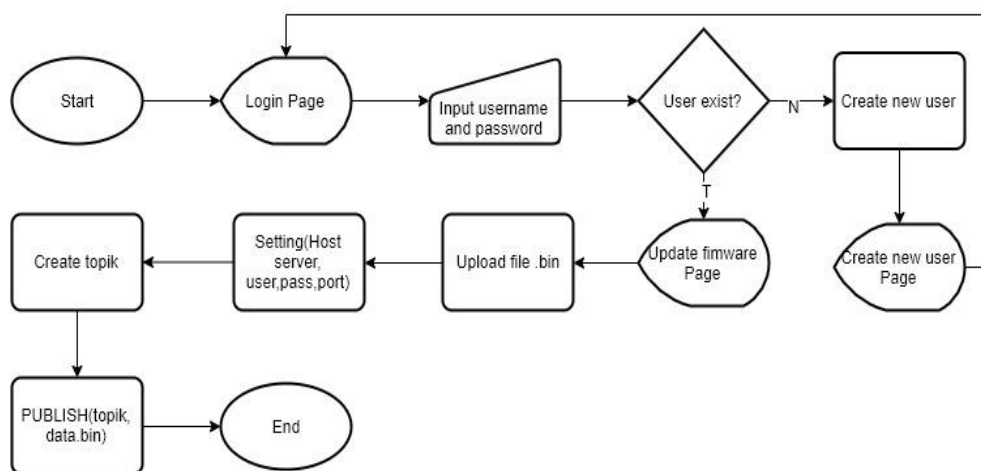 Start
Login Page
Input username
and password
User exist?
N
Create new user
T
Create topik
Setting(Host
server,
user,pass,port)
Upload file .bin
Update fimware
Page
Create new user
Page
PUBLISH(topik,
data.bin)
End